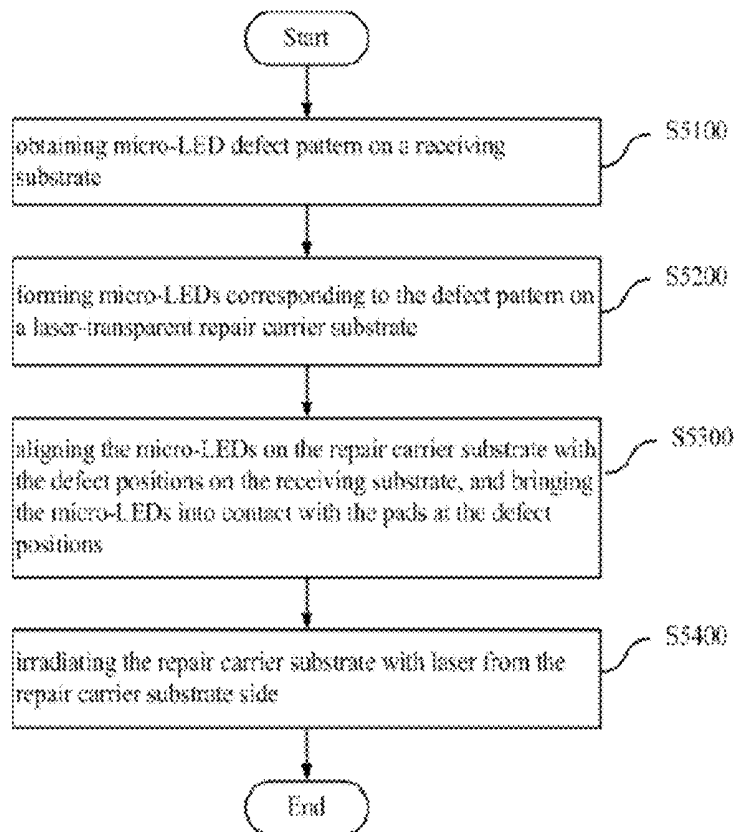 Start
obtaining micro-LED defect pattern on a receiving
substrate
S5100
forming micro-LEDs corresponding to the defect pattern on
a laser-transparent repair carrier substrate
S5200
aligning the micro-LEDs on the repair carrier substrate with
the defect positions on the receiving substrate, and bringing
the micro-LEDs into contact with the pads at the defect
positions
S5300
irradiating the repair carrier substrate with laser from the
repair carrier substrate side
S5400
End